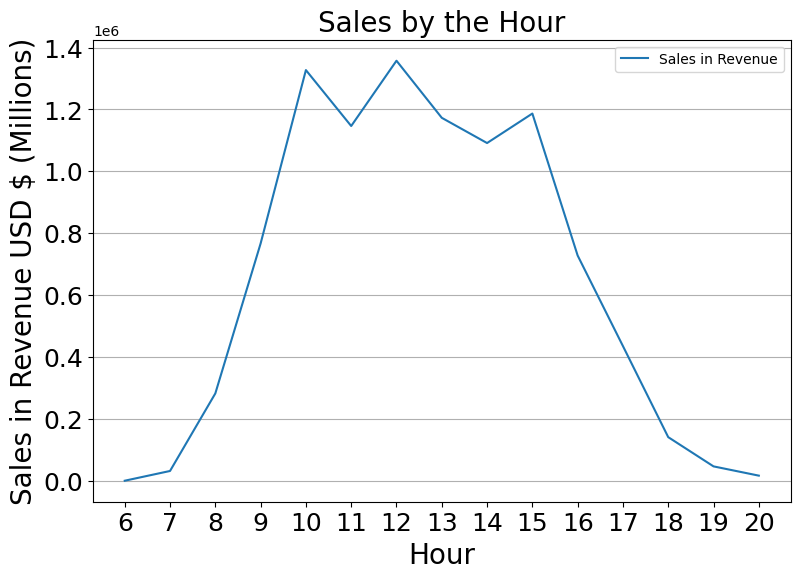 Sales by the Hour
1e6
Sales in Revenue
1.4
1.2
1.0
0.8
0.6
0.4
0.2
0.0
Sales in Revenue USD $ (Millions)
6 7 8 9 10 11 12 13 14 15 16 17 18 19 20
Hour